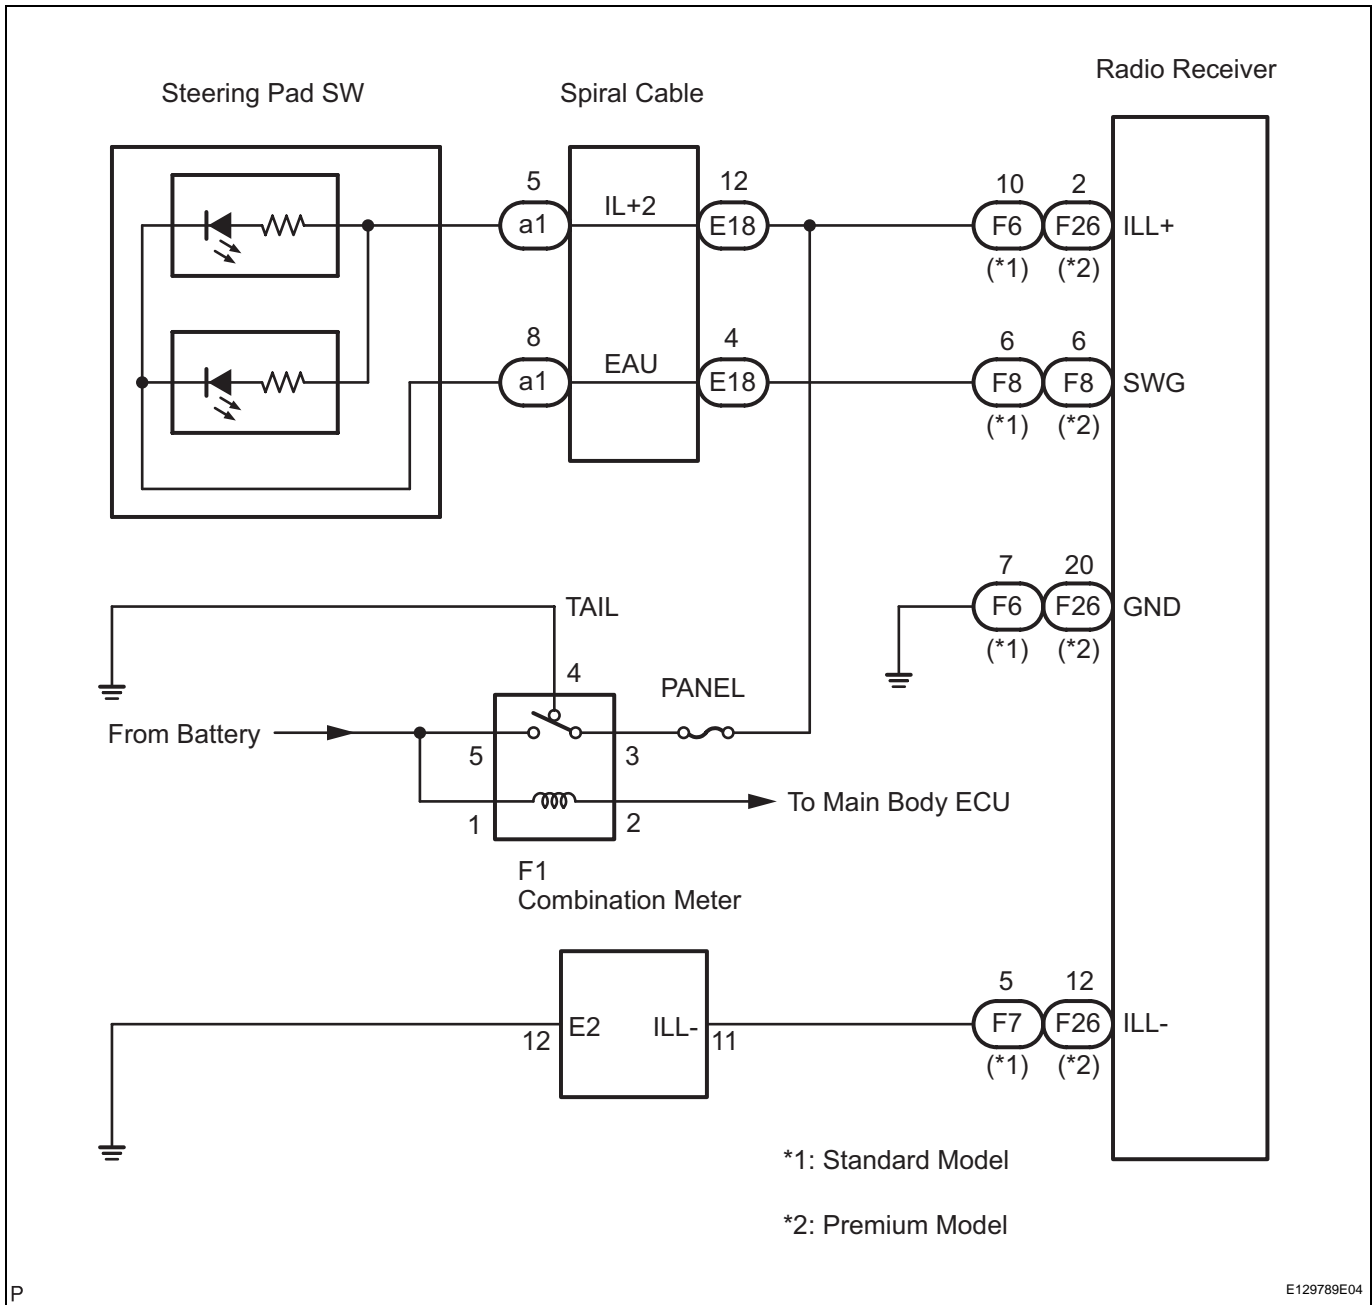 Radio Receiver
Steering Pad SW
Spiral Cable
5
12
10
2
a1
IL+2
E18
F6
F26
ILL+
(*1)
(*2)
8
4
6
6
a1
EAU
E18
F8
F8
SWG
(*1)
(*2)
7
20
TAIL
F6
F26
GND
(*1)
(*2)
4
PANEL
From Battery
5
3
To Main Body ECU
1
2
F1
Combination Meter
5
12
12
E2
ILL-
11
F7
F26
ILL-
(*1)
(*2)
*1: Standard Model
*2: Premium Model
P
E129789E04